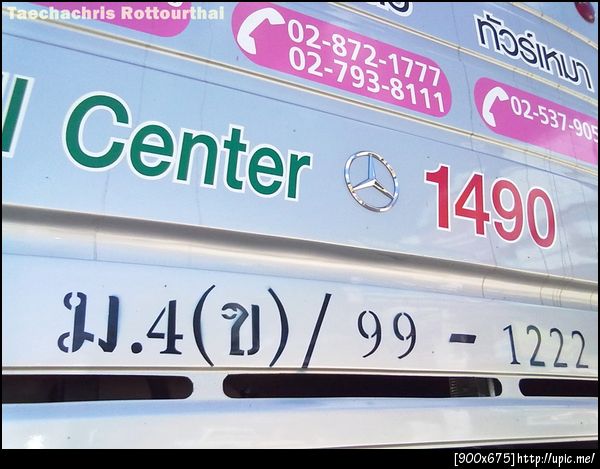 Taechachris Rottourthai
02-872-1777
02-793-8111
ทัวร์เหมา
02-537-905
Center 1490
ม.4(ข)/ 99 - 1222
[900x675]http://upic.me/